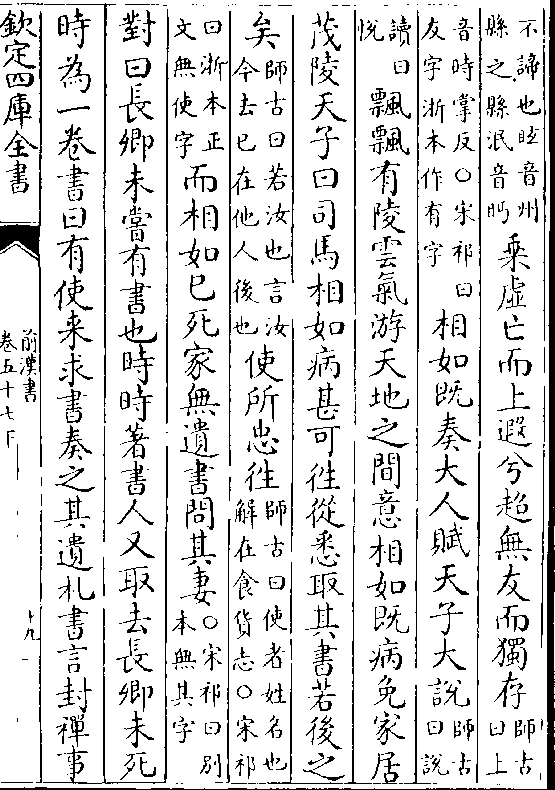 不諦也眩音州縣之縣泯音眄乗虛亡而上遐兮超無友而獨存師古曰上
音時掌反○宋祁曰友字浙本作有字相如既奏大人賦天子大說師古曰說
讀曰悅飄飄有陵雲氣游天地之間意相如既病免家居
茂陵天子曰司馬相如病甚可徃從悉取其書若後之
矣師古曰若汝也言汝今去已在他人後也使所忠徃師古曰使者姓名也解在食貨志○宋祁
曰浙本正文無使字而相如已死家無遺書問其妻○宋祁曰别本無其字
對曰長卿未嘗有書也時時著書人又取去長卿未死
時為一卷書曰有使来求書奏之其遺札書言封禪事
欽定四庫全書
前漢書
卷五十七下
十九